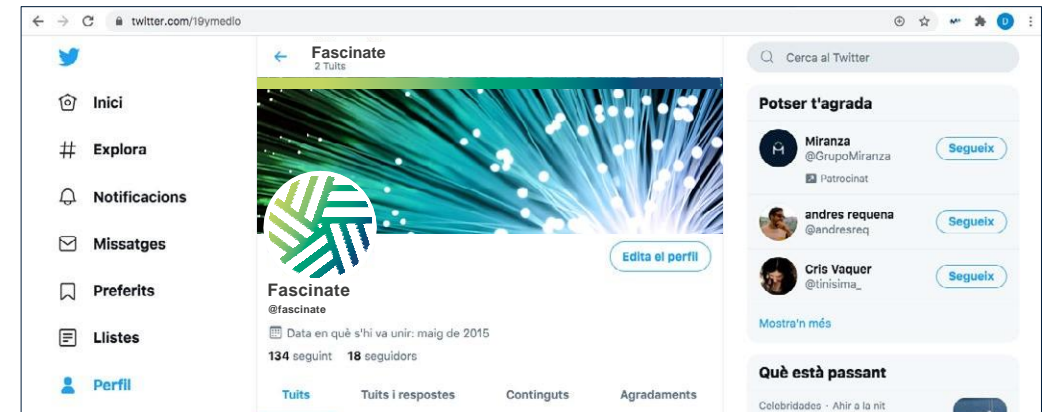 twitter.com/19ymedio
D
Inici
Explora
Notificacions
Missatges
Preferits
Llistes
Perfil
Fascinate
2 Tuits
Edita el perfil
Fascinate
@fascinate
Data en què s'hi va unir: maig de 2015
134 seguint 18 seguidors
Tuits Tuits i respostes Continguts Agradaments
Cerca al Twitter
Potser t'agrada
Miranza
@GrupoMiranza
Patrocinat
Segueix
andres requena
@andresreq
Segueix
Cris Vaquer
@tinisima_
Segueix
Mostra'n més
Què està passant
Celebridades · Ahir a la nit